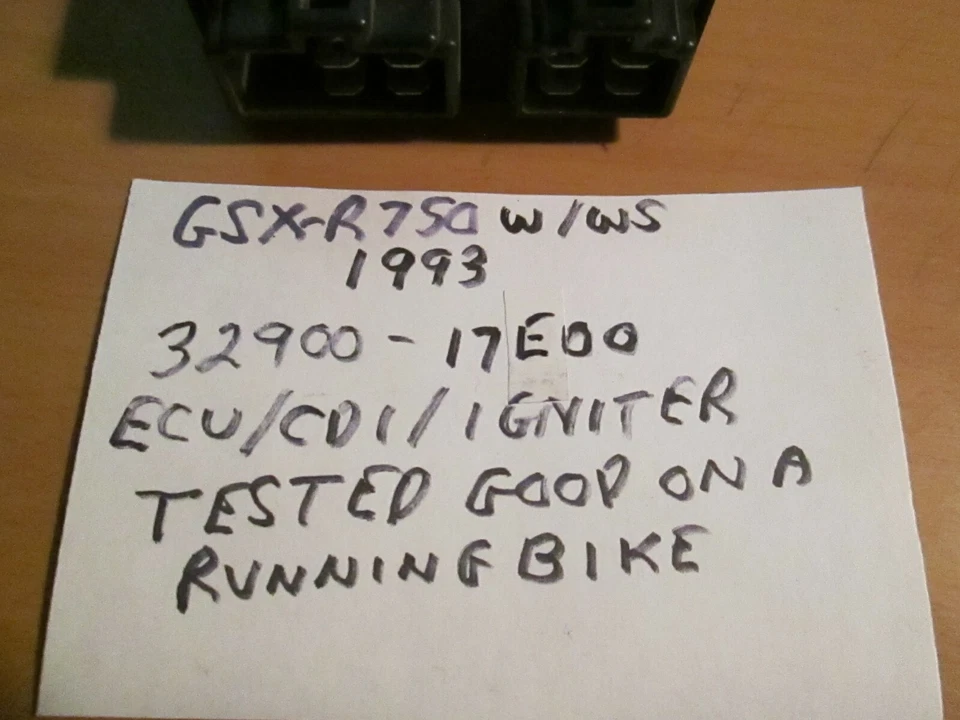 GSX-R750 W/WS
1993
32900-17E00
ECU/CDI/IGNITER
TESTED GOOD ON A
RUNNING BIKE